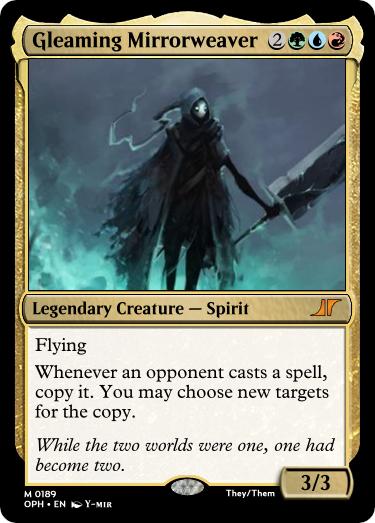 Gleaming Mirrorweaver 2
Legendary Creature — Spirit
Flying
Whenever an opponent casts a spell,
copy it. You may choose new targets
for the copy.
While the two worlds were one, one had
become two.
3/3
M 0189
OPH • EN Y-MIR
They/Them